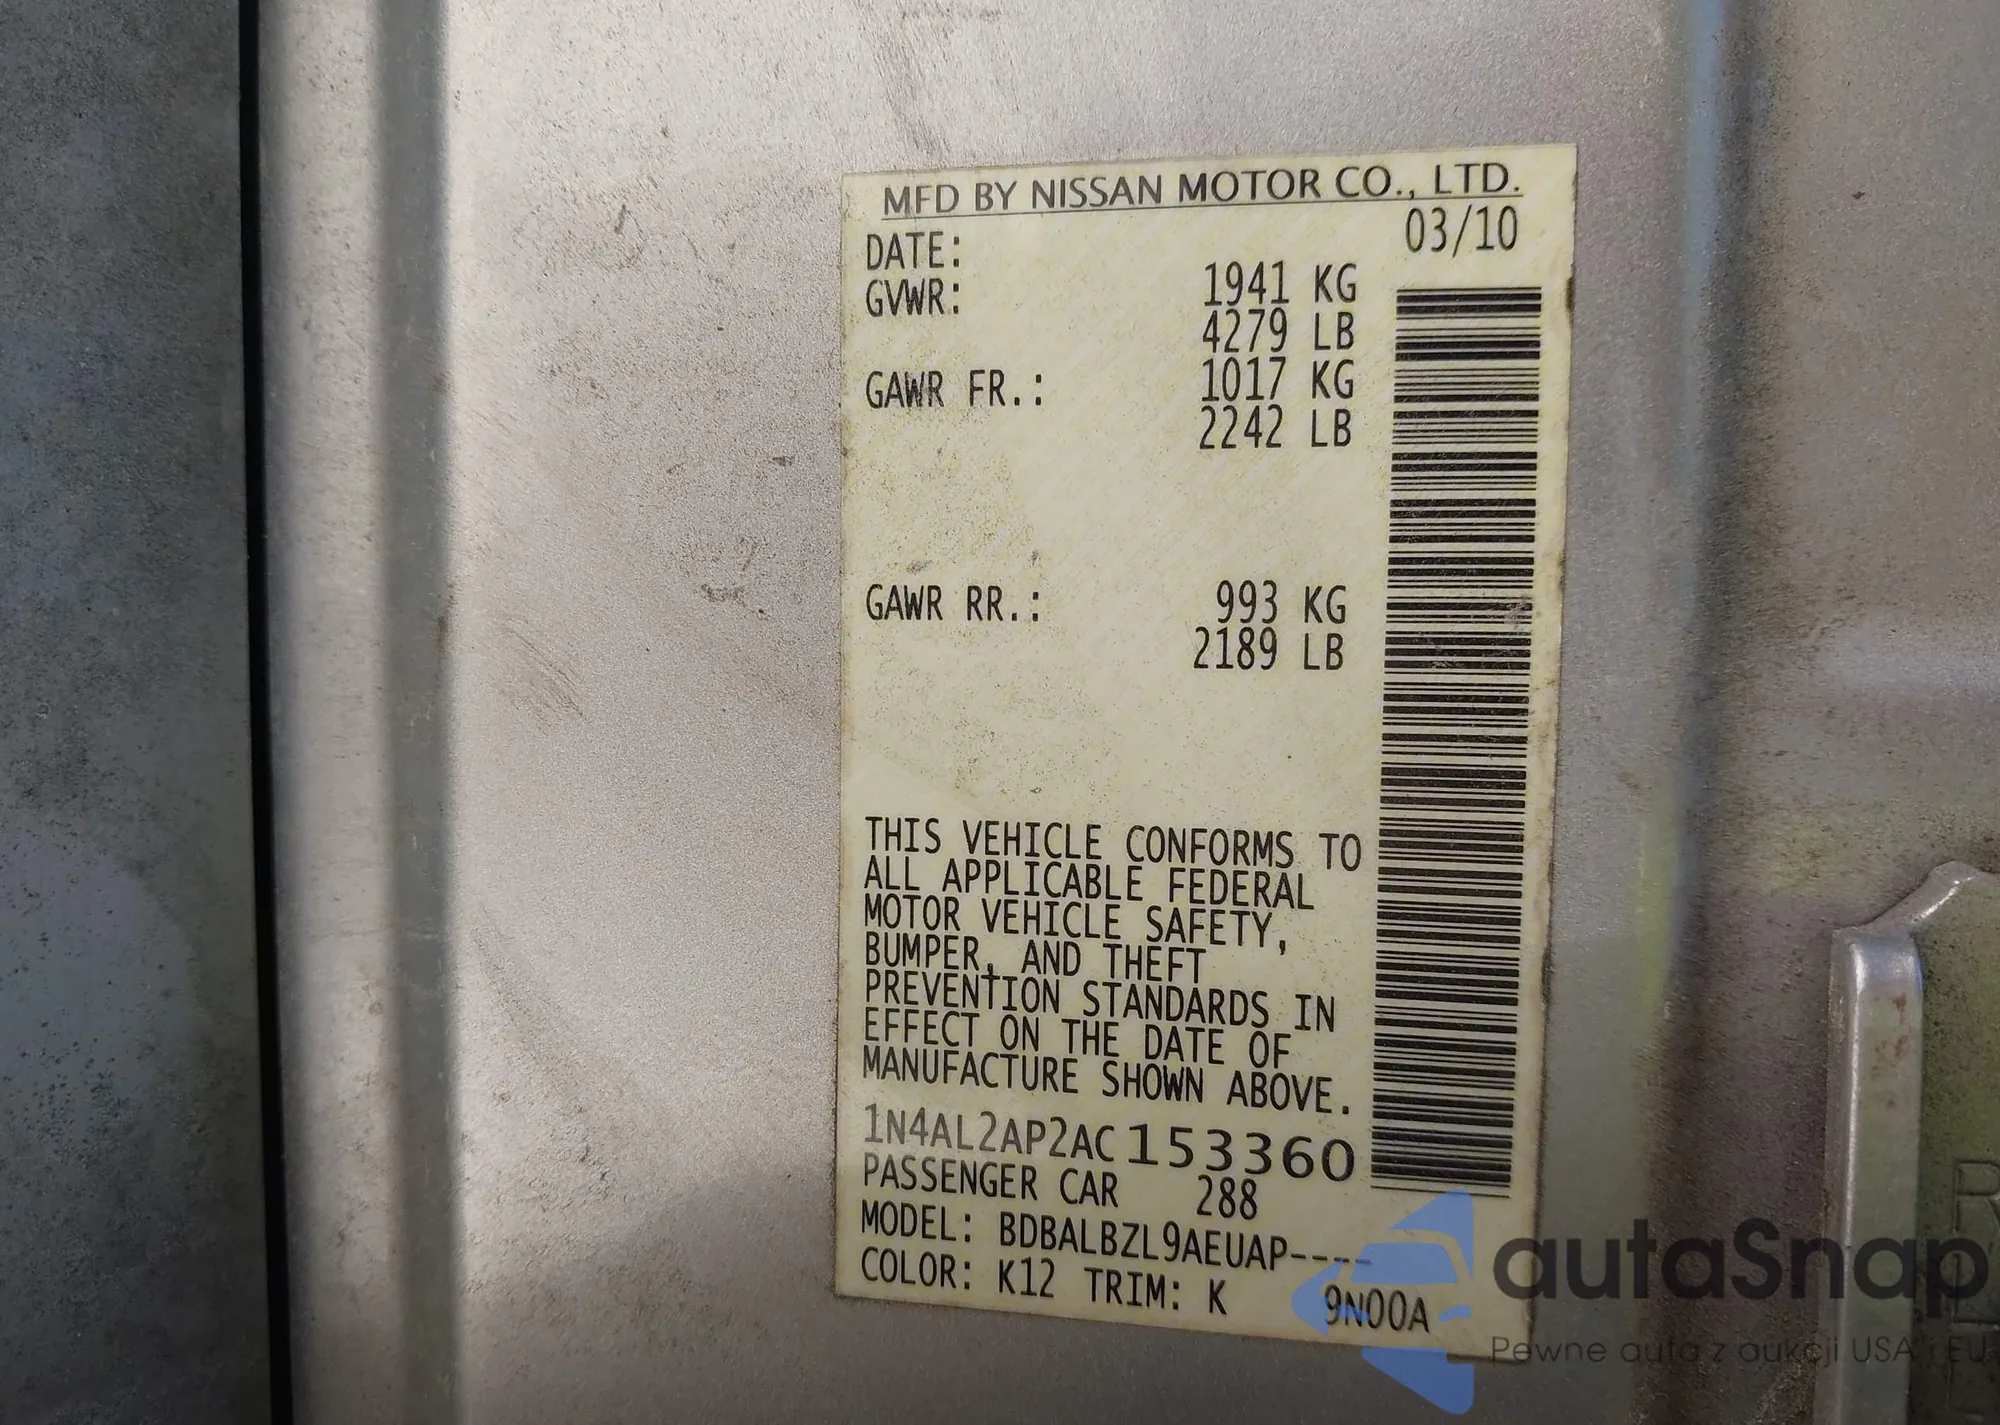 MFD BY NISSAN MOTOR CO., LTD.
DATE: 03/10
GVWR: 1941 KG
4279 LB
GAWR FR.: 1017 KG
2242 LB
GAWR RR.: 993 KG
2189 LB
THIS VEHICLE CONFORMS TO
ALL APPLICABLE FEDERAL
MOTOR VEHICLE SAFETY,
BUMPER, AND THEFT
PREVENTION STANDARDS IN
EFFECT ON THE DATE OF
MANUFACTURE SHOWN ABOVE.
1N4AL2AP2AC153360
PASSENGER CAR 288
MODEL: BDBALBZL9AEUAP----
COLOR: K12 TRIM: K 9N00A
autaSnap
Pewne auta z aukcji USA i EU